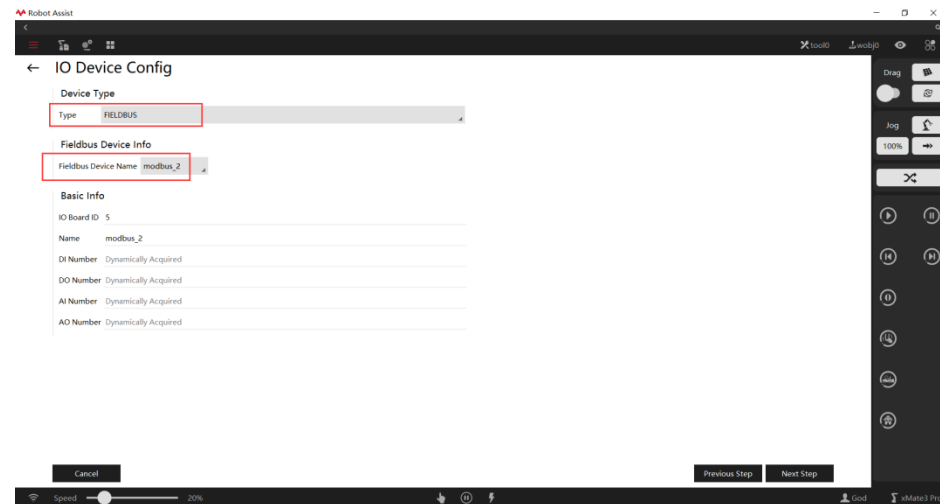 Robot Assist
tool0 wobj0
IO Device Config
Device Type
Type FIELDBUS
Fieldbus Device Info
Fieldbus Device Name modbus_2
Basic Info
IO Board ID 5
Name modbus_2
DI Number Dynamically Acquired
DO Number Dynamically Acquired
AI Number Dynamically Acquired
AO Number Dynamically Acquired
Drag
Jog
100%
Cancel Previous Step Next Step
Speed 20% God xMate3 Pro